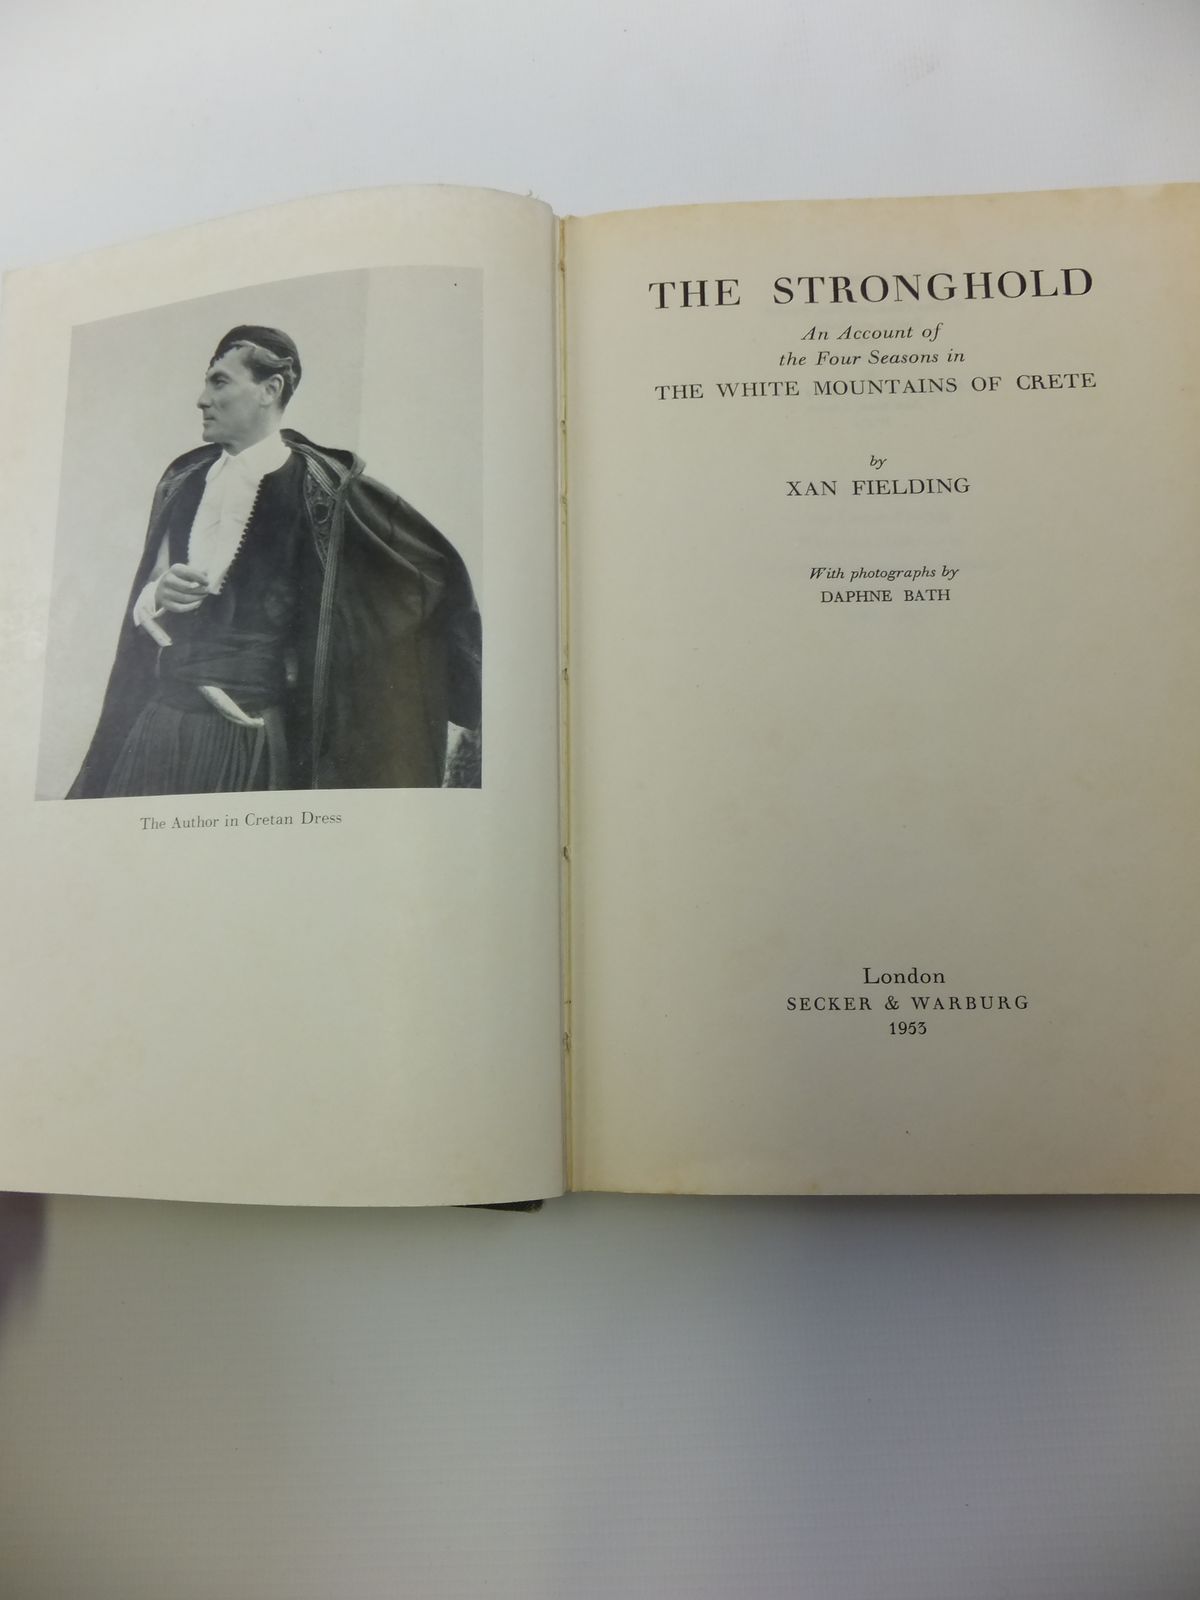 The Author in Cretan Dress
THE STRONGHOLD
An Account of
the Four Seasons in
THE WHITE MOUNTAINS OF CRETE
by
XAN FIELDING
With photographs by
DAPHNE BATH
London
SECKER & WARBURG
1953